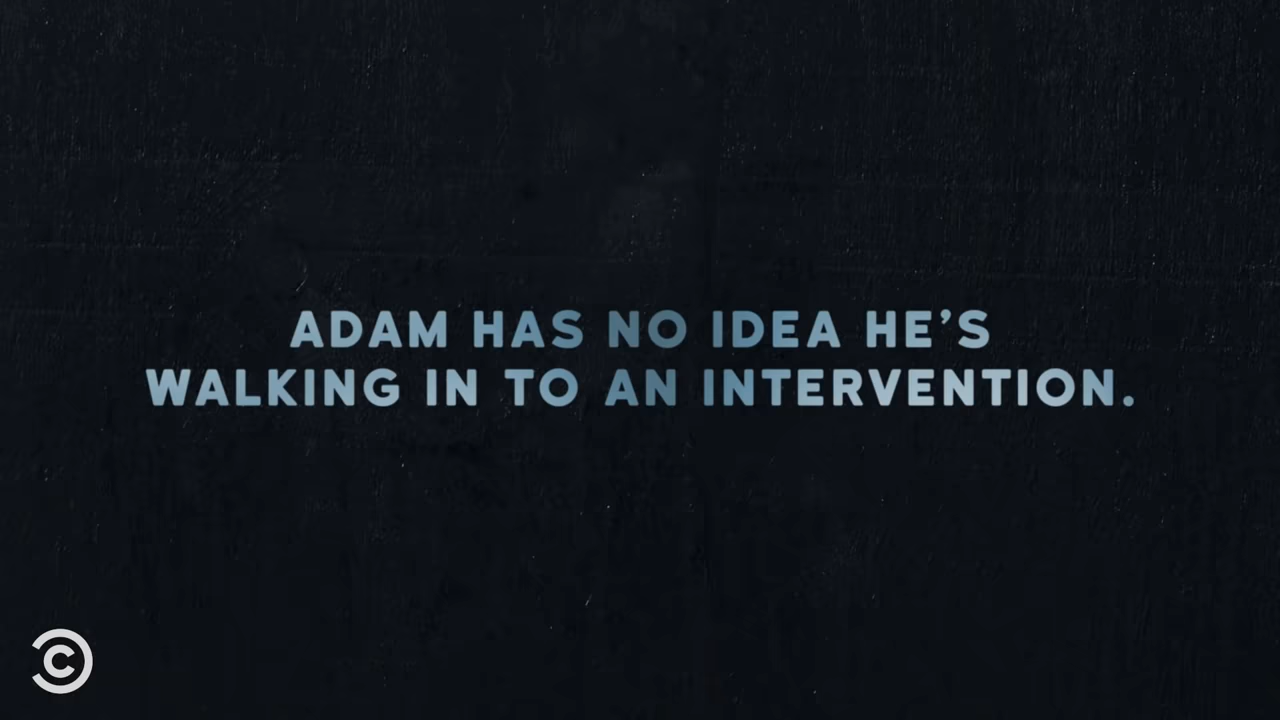 ADAM HAS NO IDEA HE’S
WALKING IN TO AN INTERVENTION.